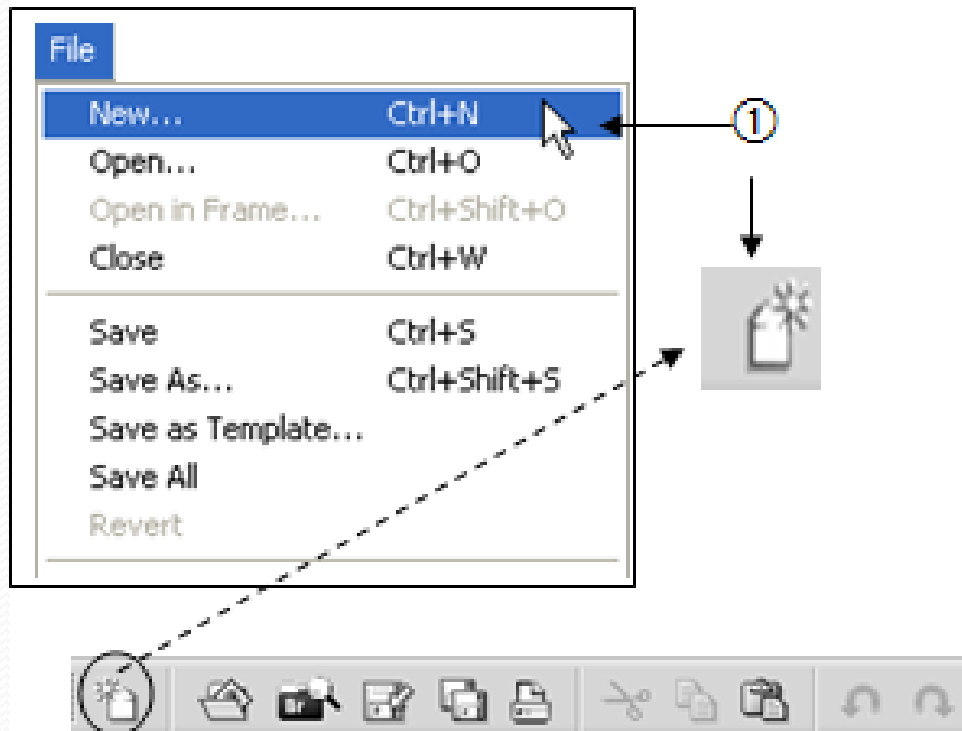 File
New... Ctrl+N
Open... Ctrl+O
Open in Frame... Ctrl+Shift+O
Close Ctrl+W
Save Ctrl+S
Save As... Ctrl+Shift+S
Save as Template...
Save All
Revert
①